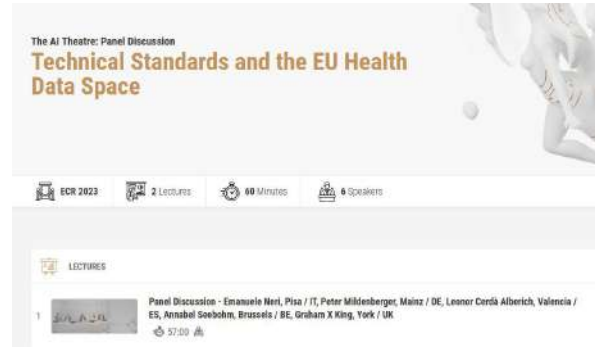 The AI Theatre: Panel Discussion
Technical Standards and the EU Health
Data Space
ECR 2023
2 Lectures
60 Minutes
6 Speakers
LECTURES
1
Panel Discussion - Emanuele Neri, Pisa / IT, Peter Mildenberger, Mainz / DE, Leonor Cerdà Alberich, Valencia /
ES, Annabel Seebohm, Brussels / BE, Graham X King, York / UK
57:00